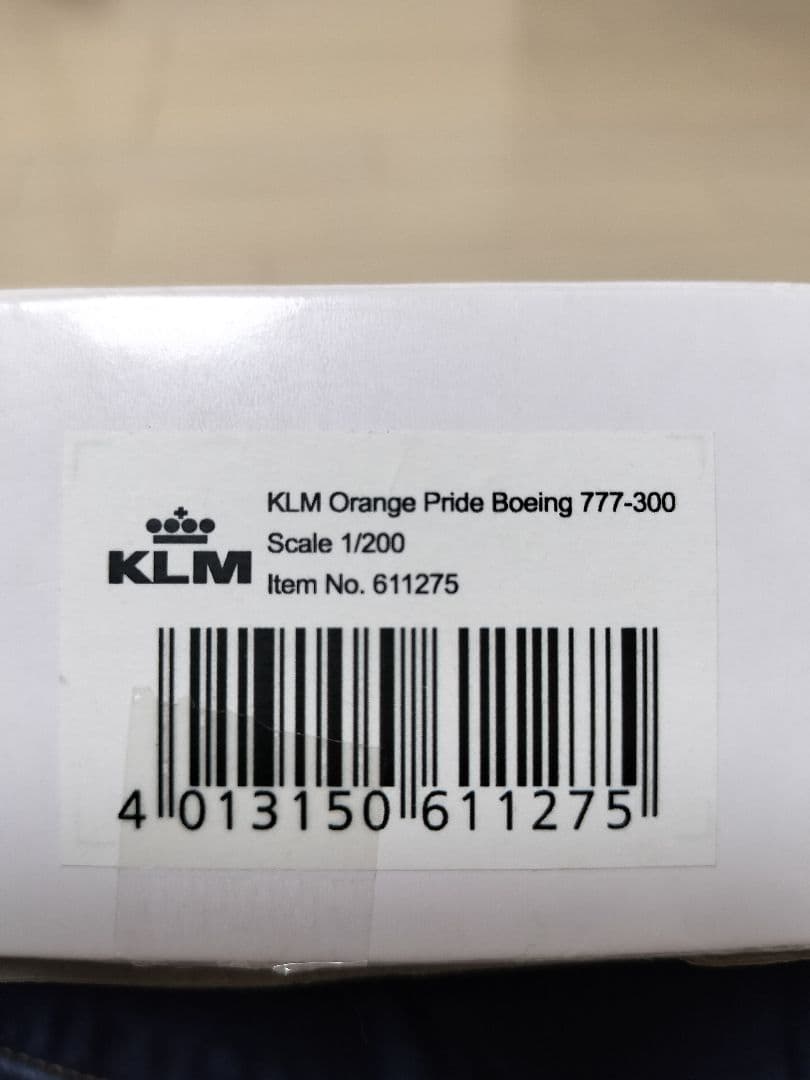 KLM
KLM Orange Pride Boeing 777-300
Scale 1/200
Item No. 611275
4 013150 611275